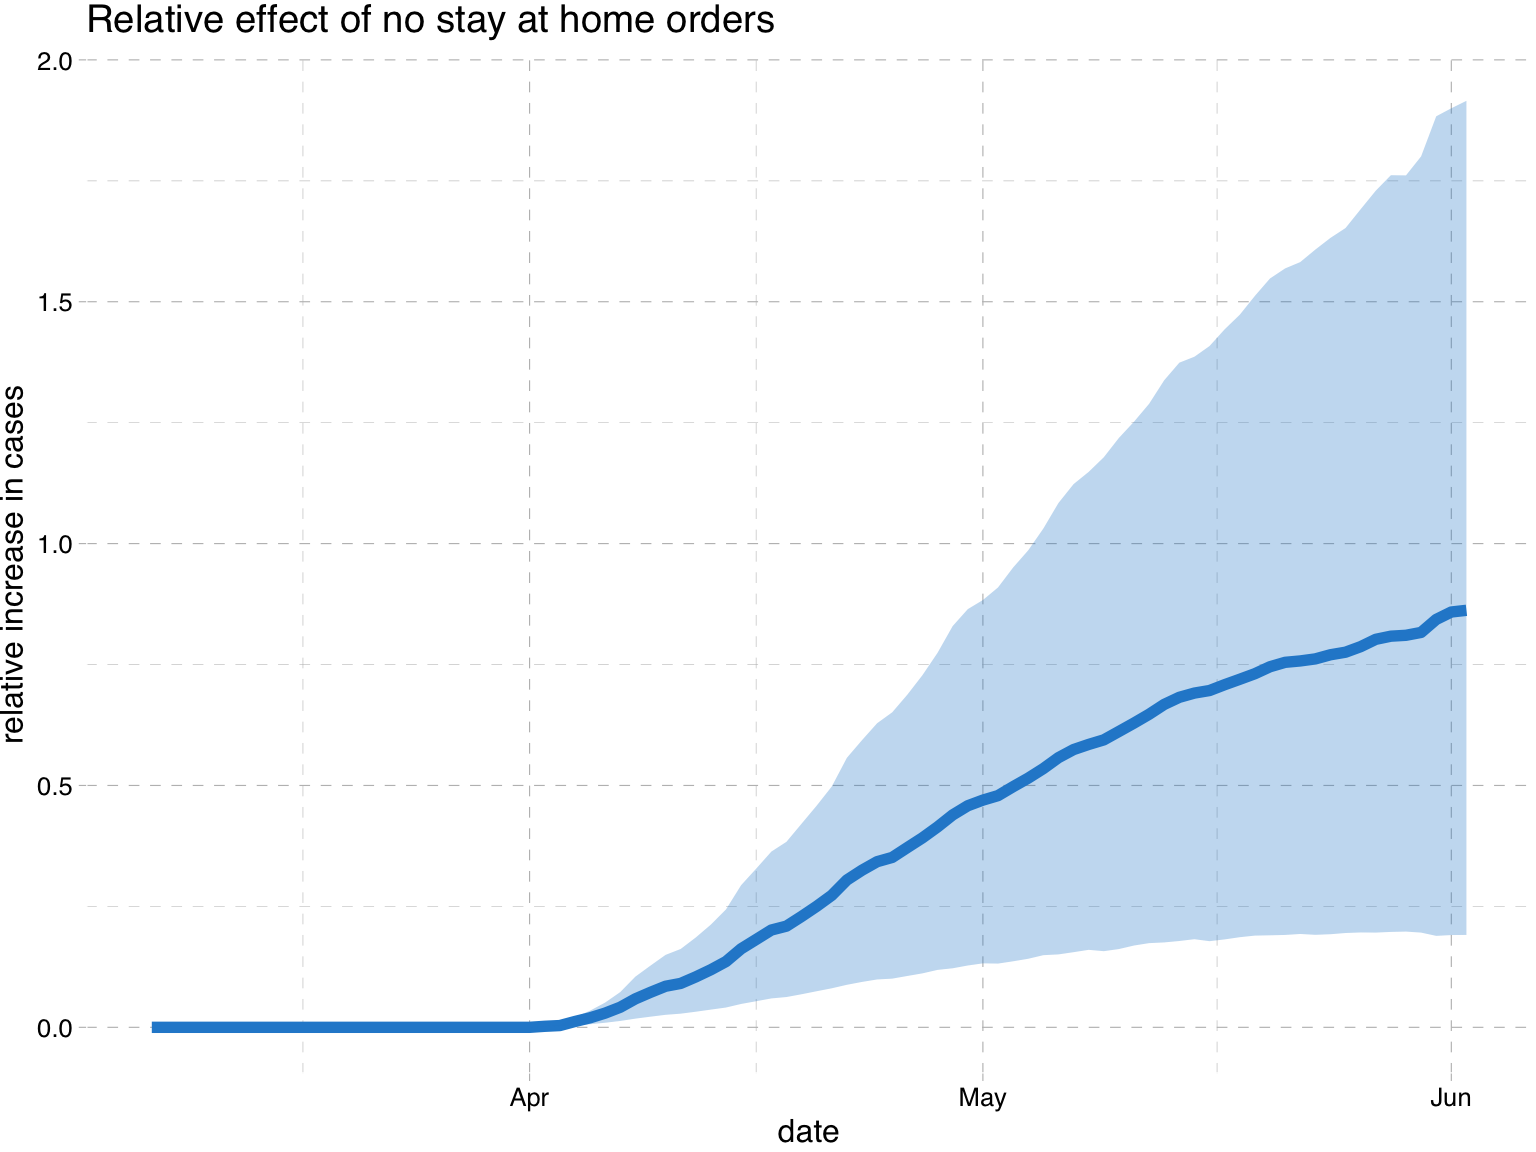 Relative effect of no stay at home orders
relative increase in cases
2.0
1.5
1.0
0.5
0.0
Apr
May
Jun
date